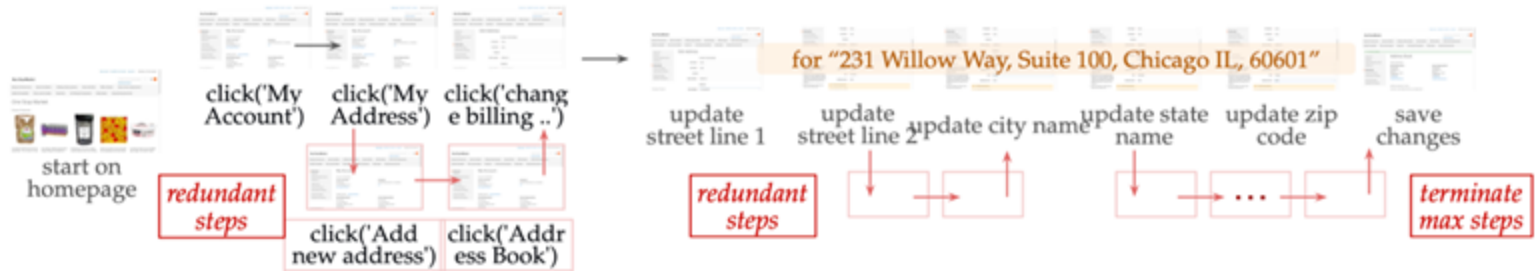 start on
homepage
click('My
Account')
click('My
Address')
click('chang
e billing ..')
redundant
steps
click('Add
new address')
click('Addr
ess Book')
for “231 Willow Way, Suite 100, Chicago IL, 60601”
update
street line 1
update
street line 2
update city name
update state
name
update zip
code
save
changes
redundant
steps
terminate
max steps